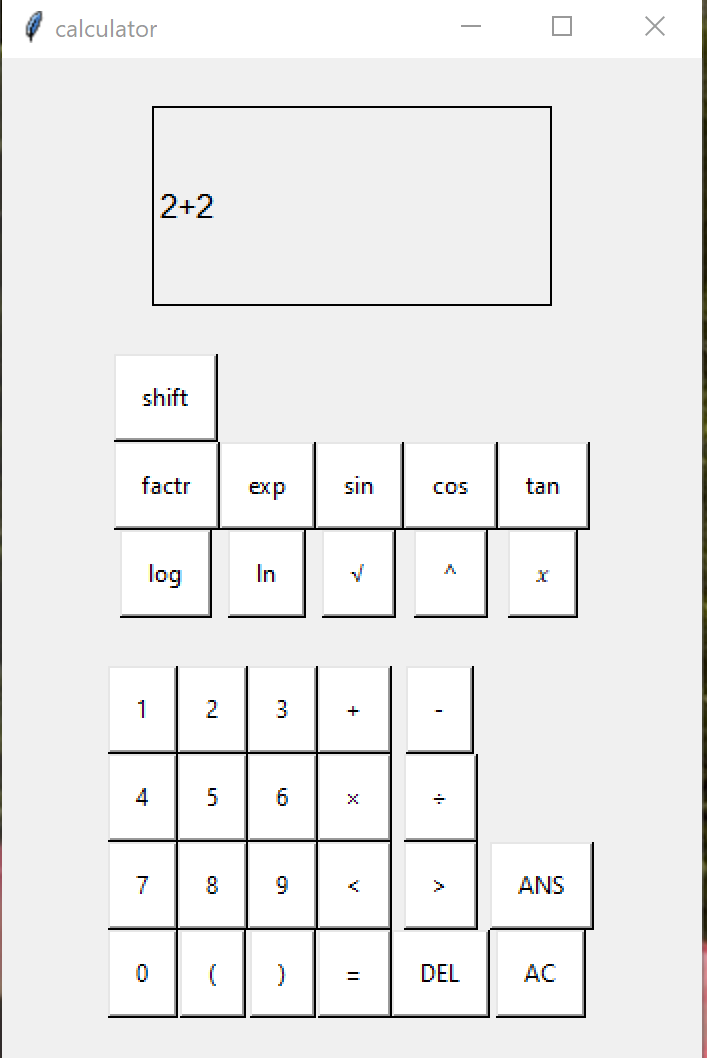 calculator
2+2
shift
factr exp sin cos tan
log ln √ ^ x
1 2 3 + -
4 5 6 × ÷
7 8 9 < > ANS
0 ( ) = DEL AC